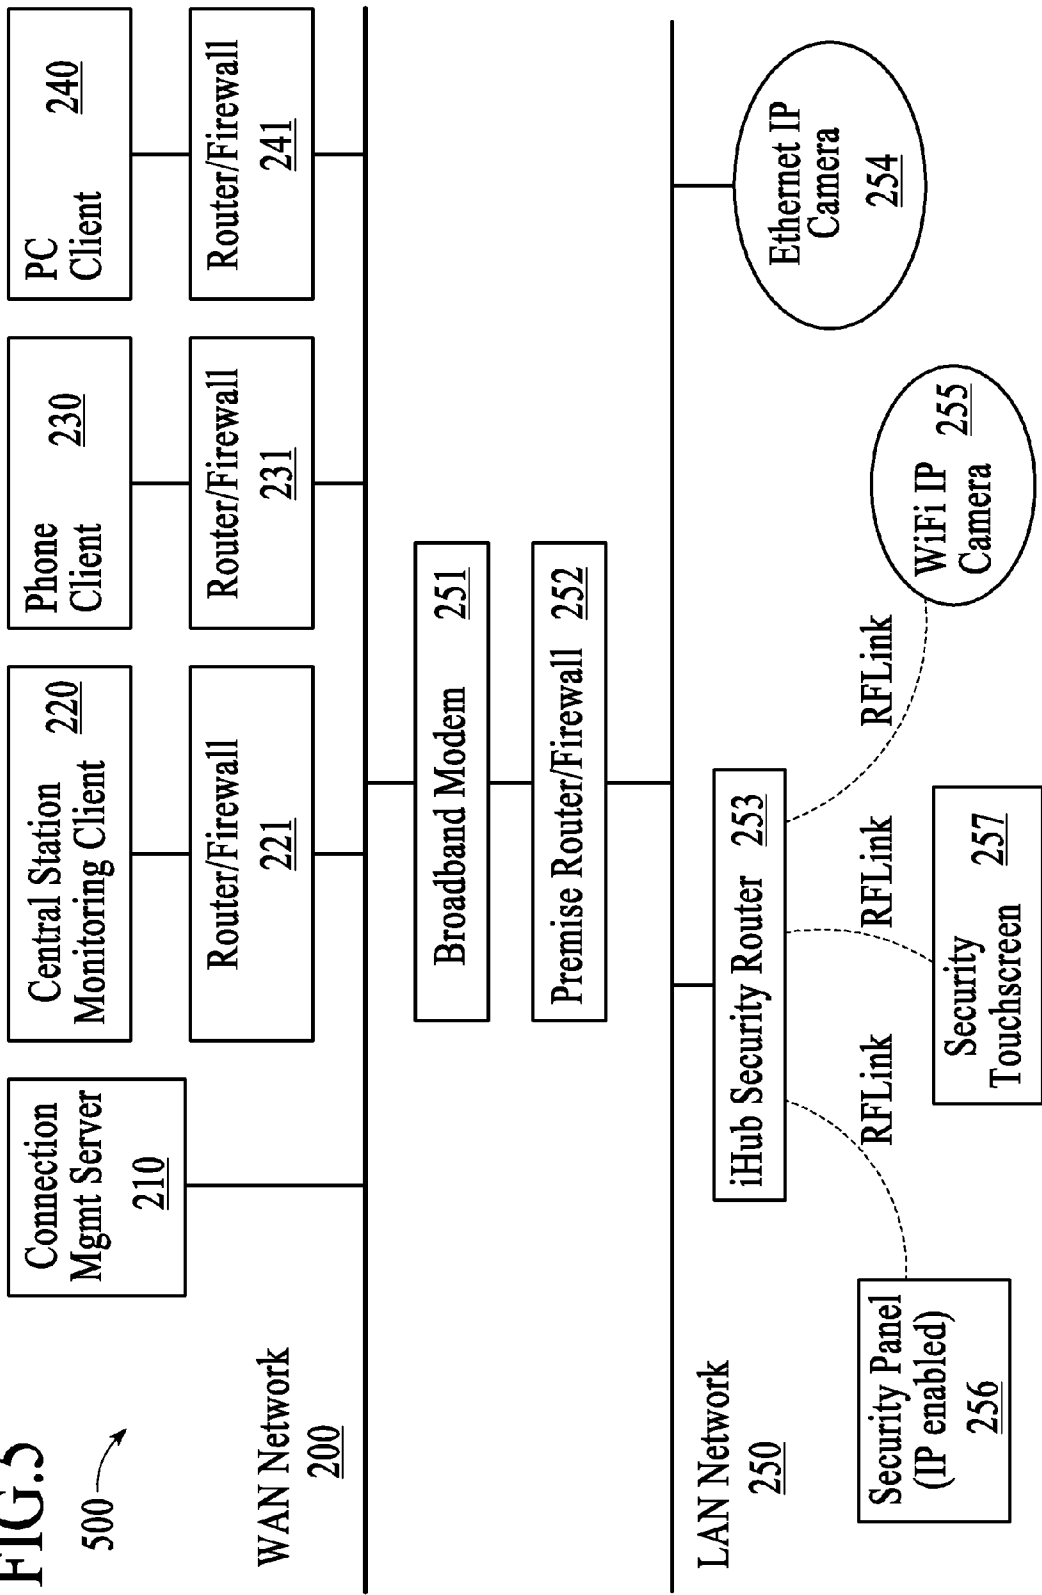 FIG.5
500
Connection
Mgmt Server
210
Central Station
Monitoring Client 220
Phone
Client 230
PC
Client 240
Router/Firewall
221
Router/Firewall
231
Router/Firewall
241
WAN Network
200
Broadband Modem 251
Premise Router/Firewall 252
LAN Network
250
iHub Security Router 253
Ethernet IP
Camera
254
RFLink
RFLink
RFLink
Security Panel
(IP enabled)
256
Security
Touchscreen 257
WiFi IP
Camera 255